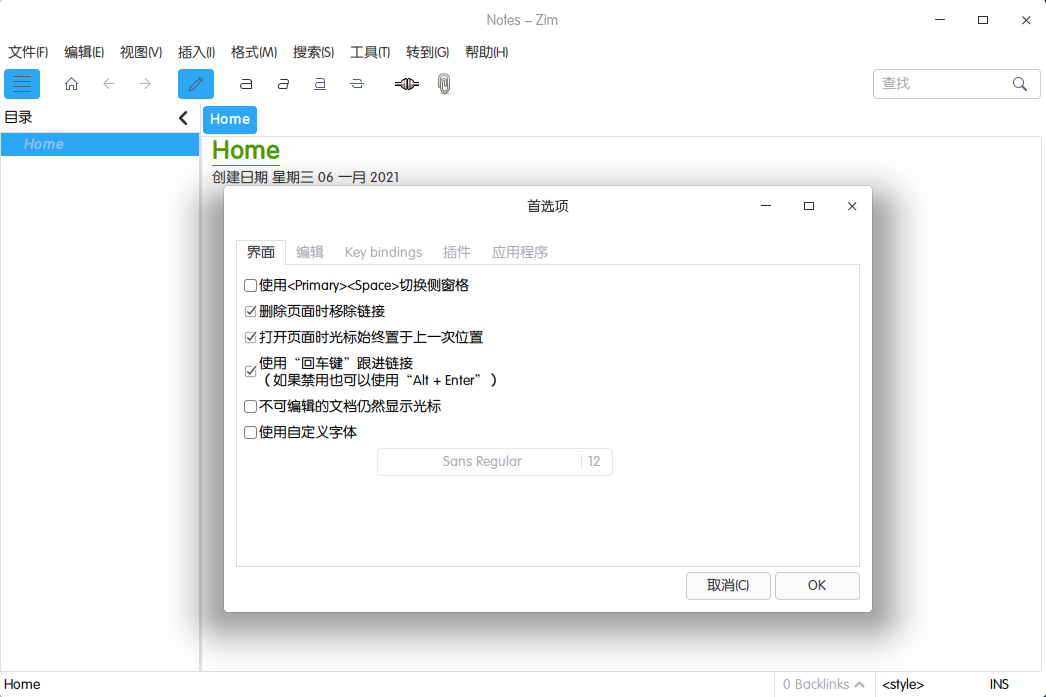 Notes – Zim
文件(F) 编辑(E) 视图(V) 插入(I) 格式(M) 搜索(S) 工具(T) 转到(G) 帮助(H)
a a a S 查找
目录
Home
Home
Home
创建日期 星期三 06 一月 2021
首选项
界面 编辑 Key bindings 插件 应用程序
使用<Primary><Space>切换侧窗格
删除页面时移除链接
打开页面时光标始终置于上一次位置
使用“回车键”跟进链接
（如果禁用也可以使用“Alt + Enter”）
不可编辑的文档仍然显示光标
使用自定义字体
Sans Regular 12
取消(C) OK
Home 0 Backlinks <style> INS